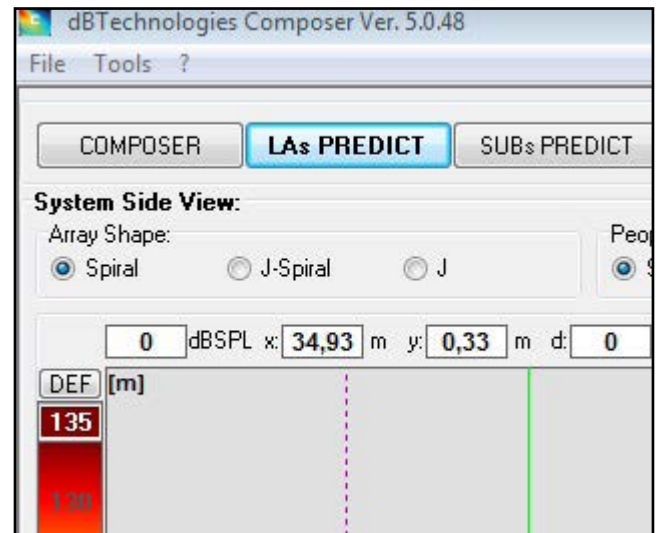 dBTechnologies Composer Ver. 5.0.48
File Tools ?
COMPOSER LAs PREDICT SUBs PREDICT
System Side View:
Array Shape:
Spiral J-Spiral J
0 dBSPL x: 34,93 m y: 0,33 m d: 0
DEF [m]
135
130